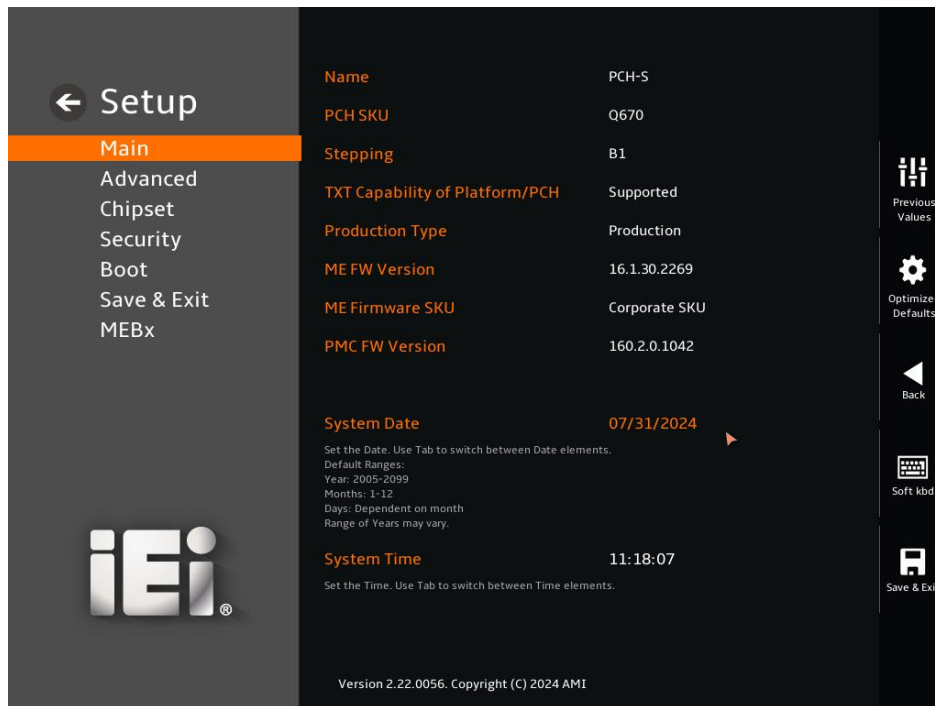 Setup
Main
Advanced
Chipset
Security
Boot
Save & Exit
MEBx
iEi
®
Name PCH-S
PCH SKU Q670
Stepping B1
TXT Capability of Platform/PCH Supported
Production Type Production
ME FW Version 16.1.30.2269
ME Firmware SKU Corporate SKU
PMC FW Version 160.2.0.1042
System Date 07/31/2024
Set the Date. Use Tab to switch between Date elements.
Default Ranges:
Year: 2005-2099
Months: 1-12
Days: Dependent on month
Range of Years may vary.
System Time 11:18:07
Set the Time. Use Tab to switch between Time elements.
Version 2.22.0056. Copyright (C) 2024 AMI
Previous
Values
Optimize
Defaults
Back
Soft kbd
Save & Exi